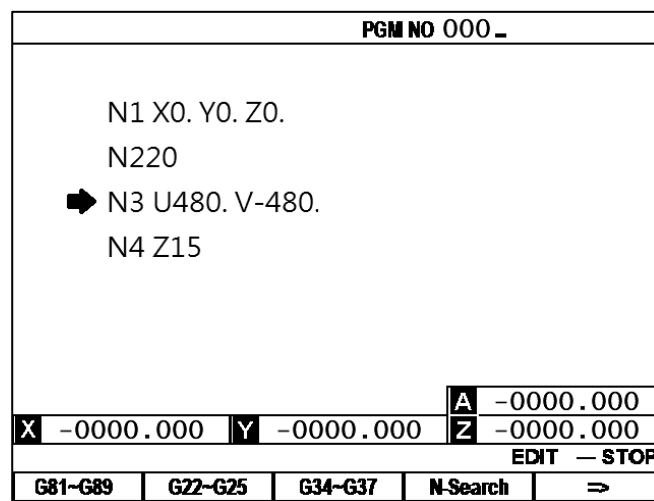 PGM NO 000_
N1 X0. Y0. Z0.
N220
N3 U480. V-480.
N4 Z15
A -0000.000
X -0000.000 Y -0000.000 Z -0000.000
EDIT — STOP
G81~G89 G22~G25 G34~G37 N-Search =>